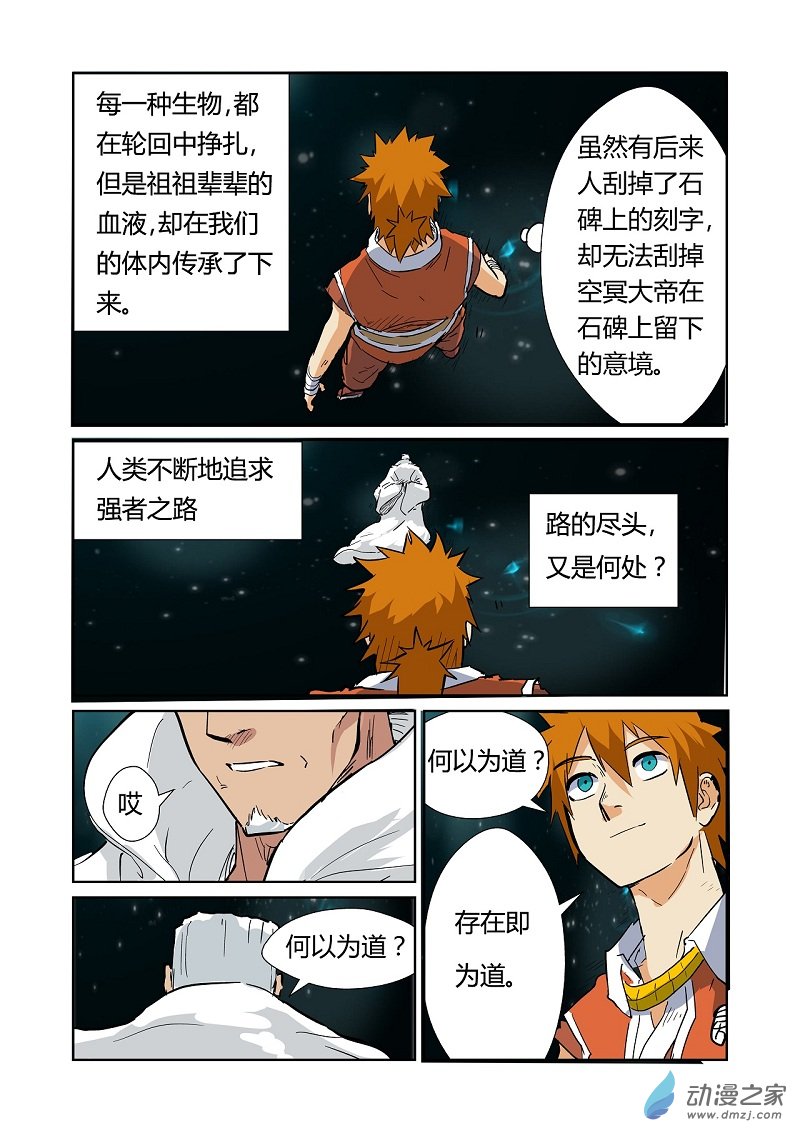 每一种生物，都
在轮回中挣扎，
但是祖祖辈辈的
血液，却在我们
的体内传承了下
来。
虽然有后来
人刮掉了石
碑上的刻字，
却无法刮掉
空冥大帝在
石碑上留下
的意境。
人类不断地追求
强者之路
路的尽头，
又是何处？
哎
何以为道？
何以为道？
存在即
为道。
动漫之家
www.dmzj.com